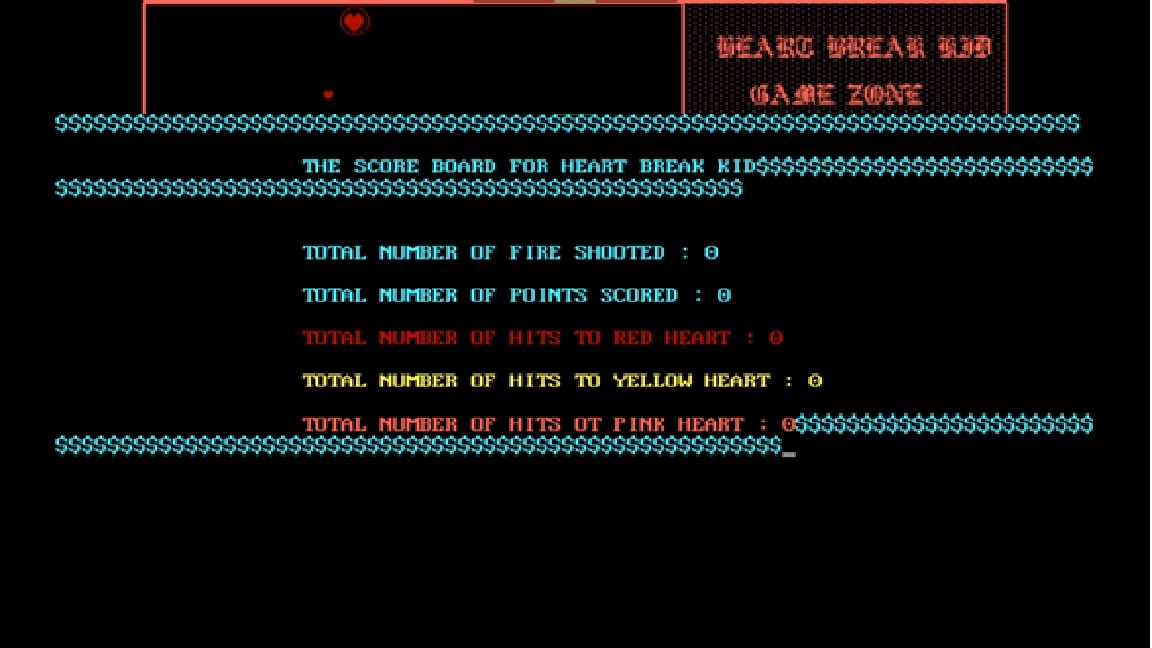 HEART BREAK KID
GAME ZONE
$$$$$$$$$$$$$$$$$$$$$$$$$$$$$$$$$$$$$$$$$$$$$$$$$$$$$$$$$$$$$$$$$$$$$$$$$$$$$$$
THE SCORE BOARD FOR HEART BREAK KID$$$$$$$$$$$$$$$$$$$$$$$$$$
$$$$$$$$$$$$$$$$$$$$$$$$$$$$$$$$$$$$$$$$$$$$$$$$$$$$$
TOTAL NUMBER OF FIRE SHOOTED : 0
TOTAL NUMBER OF POINTS SCORED : 0
TOTAL NUMBER OF HITS TO RED HEART : 0
TOTAL NUMBER OF HITS TO YELLOW HEART : 0
TOTAL NUMBER OF HITS OT PINK HEART : 0$$$$$$$$$$$$$$$$$$$$$$$
$$$$$$$$$$$$$$$$$$$$$$$$$$$$$$$$$$$$$$$$$$$$$$$$$$$$$$$$_